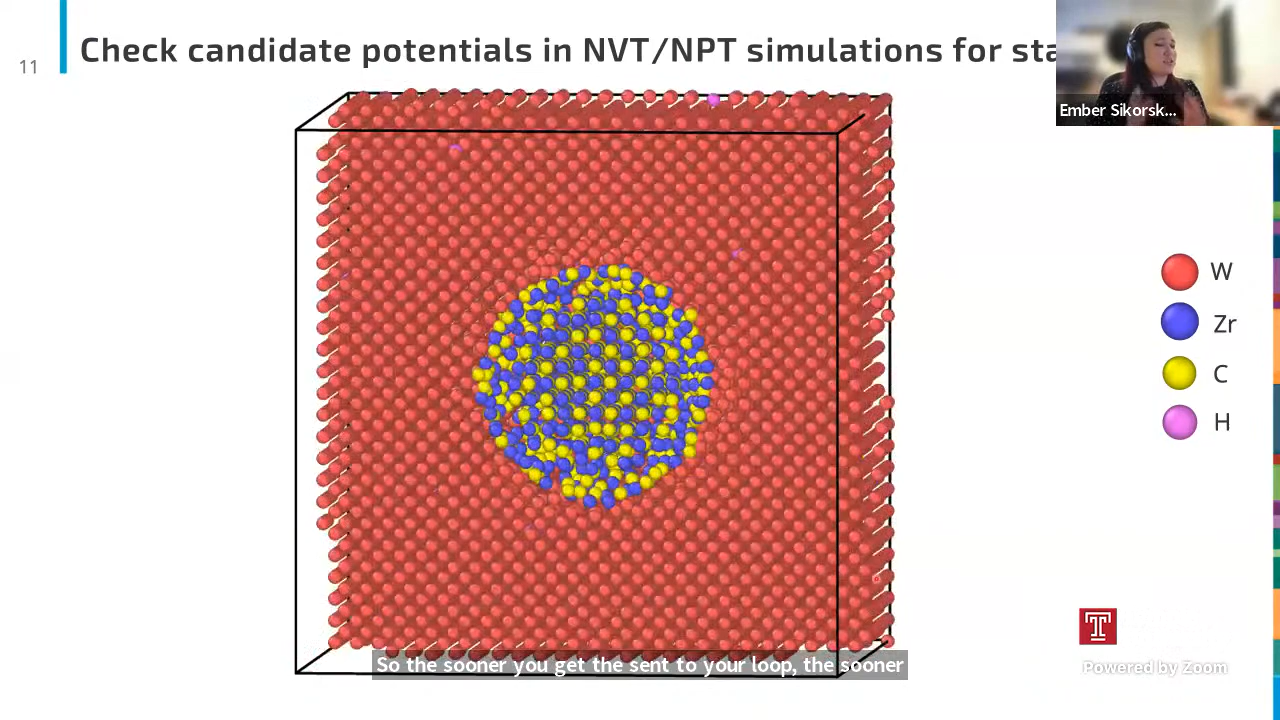 11
Check candidate potentials in NVT/NPT simulations for sta
Ember Sikorsk...
W
Zr
C
H
T
So the sooner you get the sent to your loop, the sooner
Powered by Zoom